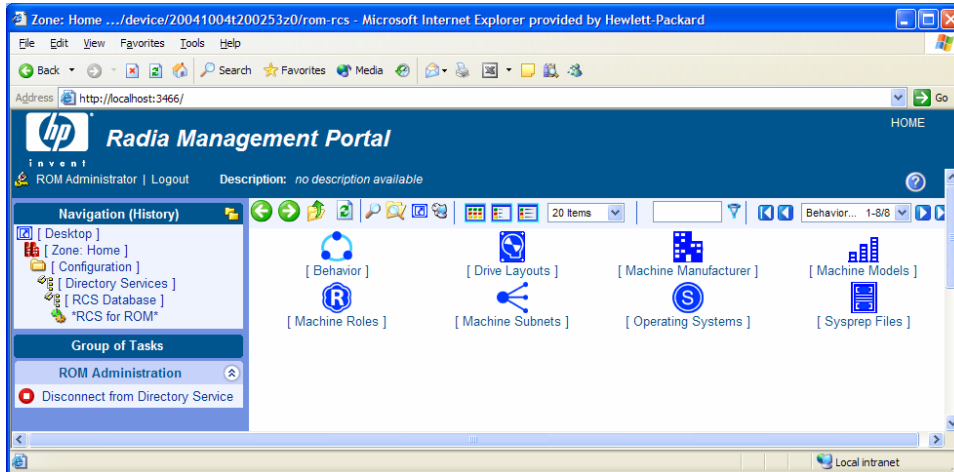 Zone: Home .../device/20041004t200253z0/rom-rcs - Microsoft Internet Explorer provided by Hewlett-Packard
File Edit View Favorites Tools Help
Back Search Favorites Media
Address http://localhost:3466/ Go
hp Radia Management Portal HOME
invent
ROM Administrator | Logout Description: no description available
Navigation (History) 20 Items Behavior... 1-8/8
[ Desktop ]
[ Zone: Home ]
[ Configuration ]
[ Directory Services ]
[ RCS Database ]
*RCS for ROM*
[ Behavior ] [ Drive Layouts ] [ Machine Manufacturer ] [ Machine Models ]
R S
[ Machine Roles ] [ Machine Subnets ] [ Operating Systems ] [ Sysprep Files ]
Group of Tasks
ROM Administration
Disconnect from Directory Service
Local intranet